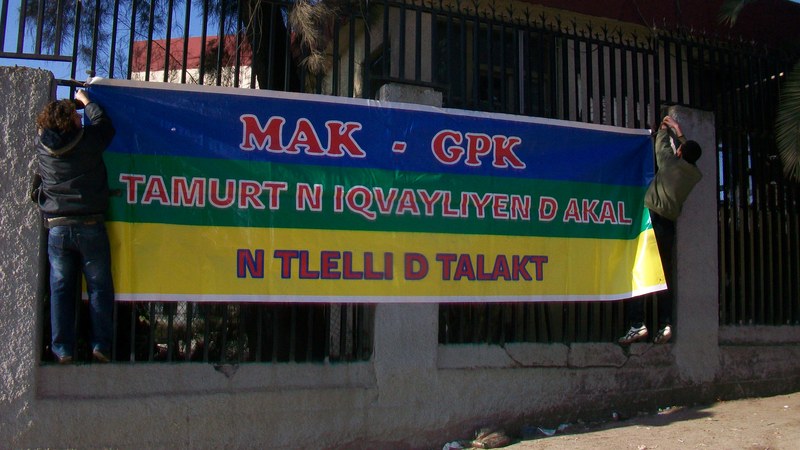 MAK - GPK
TAMURT N IQVAYLIYEN D AKAL
N TLELLI D TALAKT